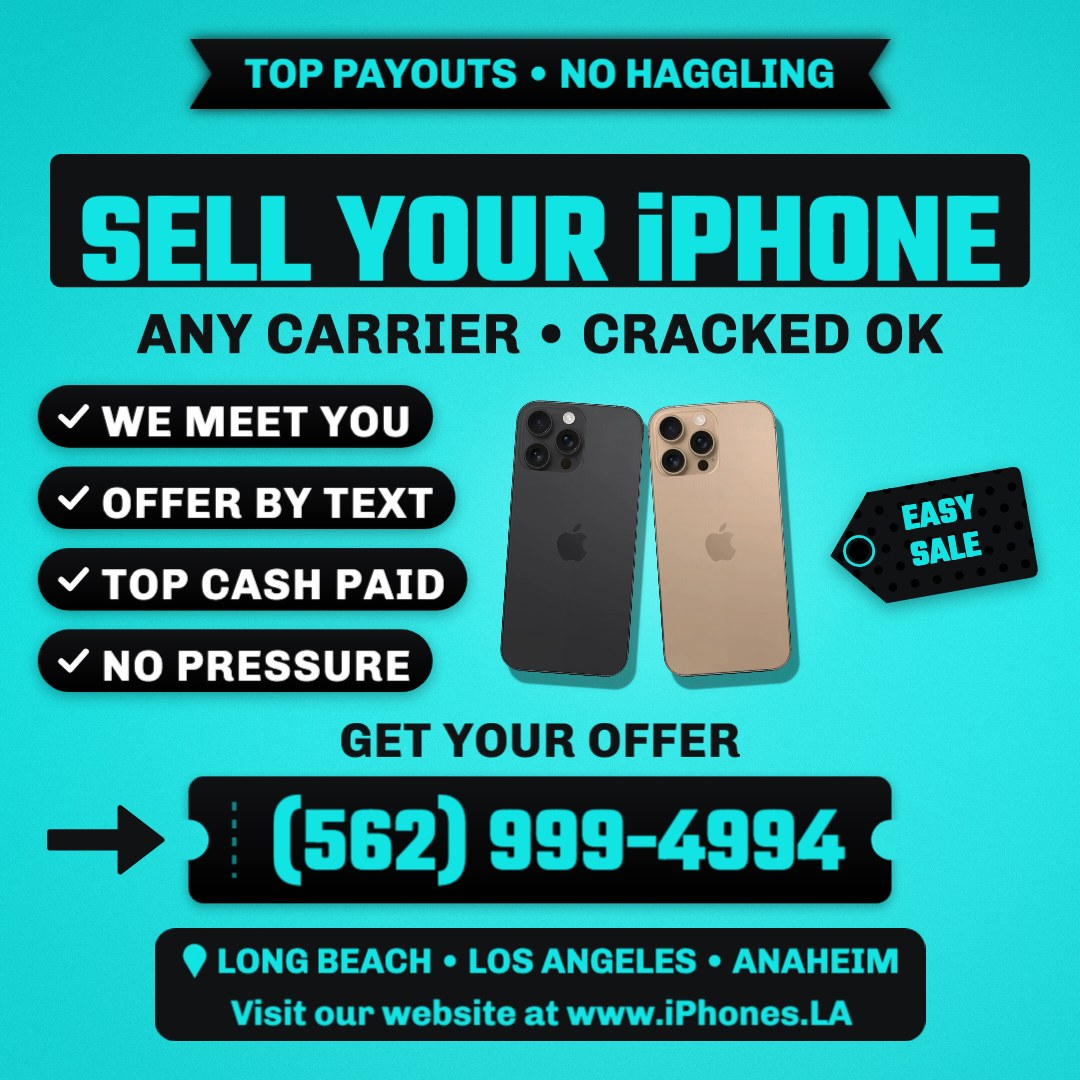 TOP PAYOUTS • NO HAGGLING
SELL YOUR iPHONE
ANY CARRIER • CRACKED OK
WE MEET YOU
OFFER BY TEXT
TOP CASH PAID
NO PRESSURE
EASY
SALE
GET YOUR OFFER
(562) 999-4994
LONG BEACH • LOS ANGELES • ANAHEIM
Visit our website at www.iPhones.LA